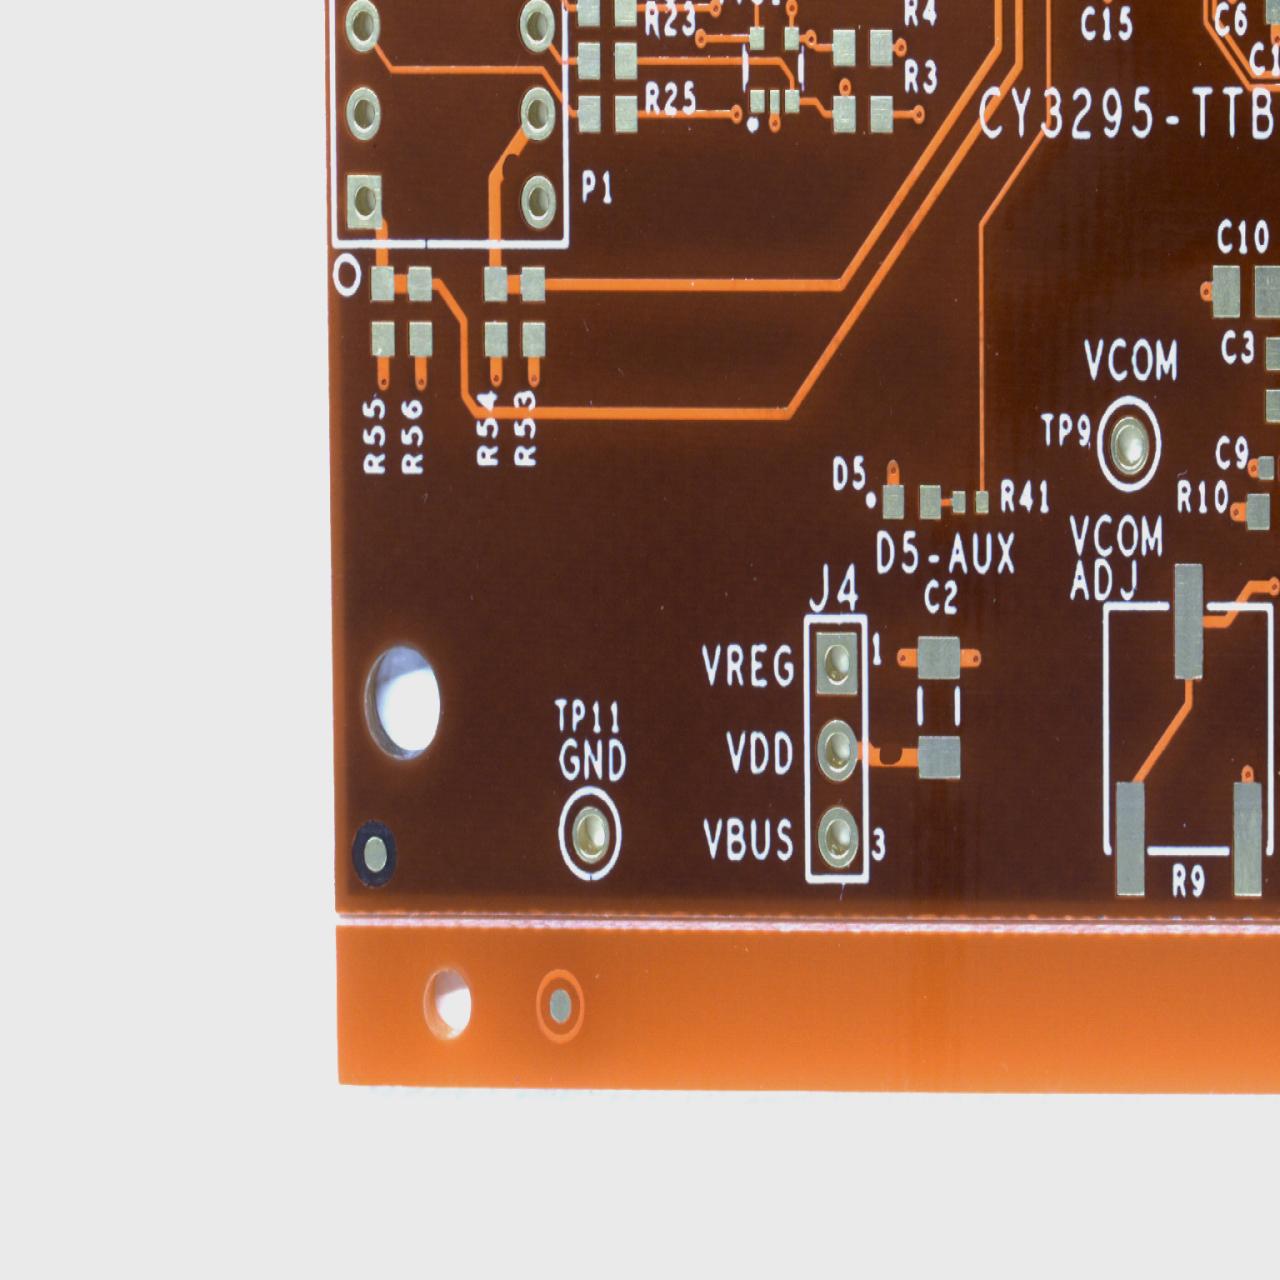 R23
R4
C15
C6
R3
R25
CY3295-TTB
P1
C10
C3
VCOM
TP9
R55
R56
R54
R53
C9
D5
R10
R41
VCOM
ADJ
D5-AUX
J4
C2
VREG
1
TP11
GND
VDD
VBUS
3
R9